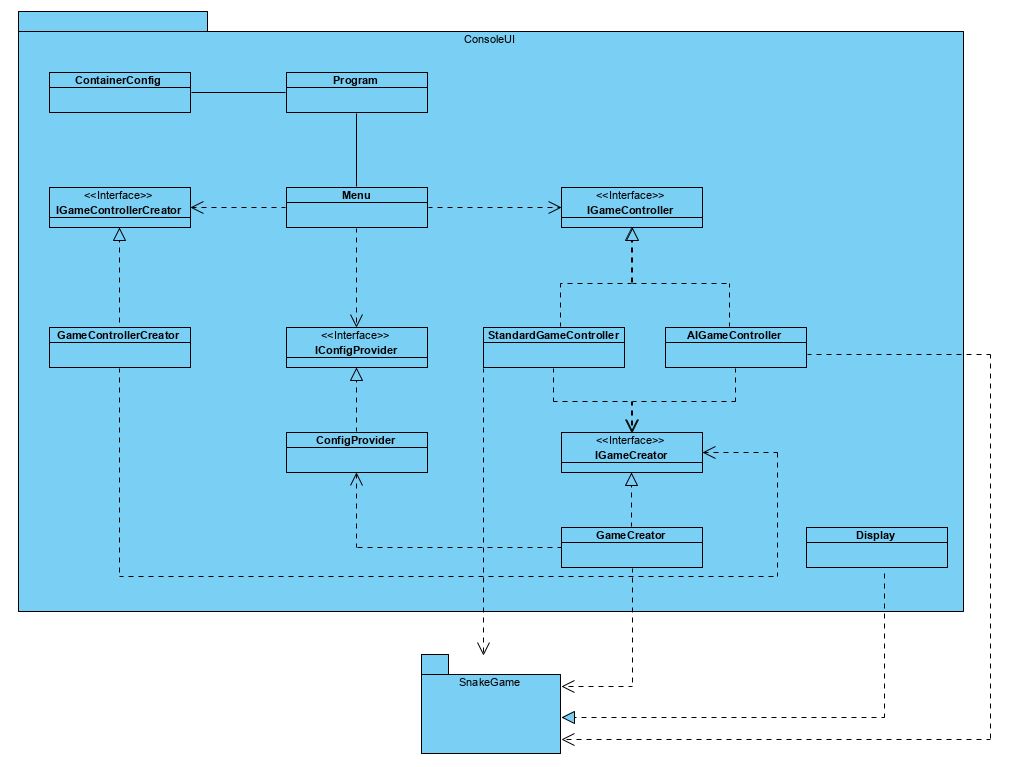 ConsoleUI
ContainerConfig
Program
<<Interface>>
IGameControllerCreator
Menu
<<Interface>>
IGameController
GameControllerCreator
<<Interface>>
IConfigProvider
StandardGameController
AIGameController
ConfigProvider
<<Interface>>
IGameCreator
GameCreator
Display
SnakeGame